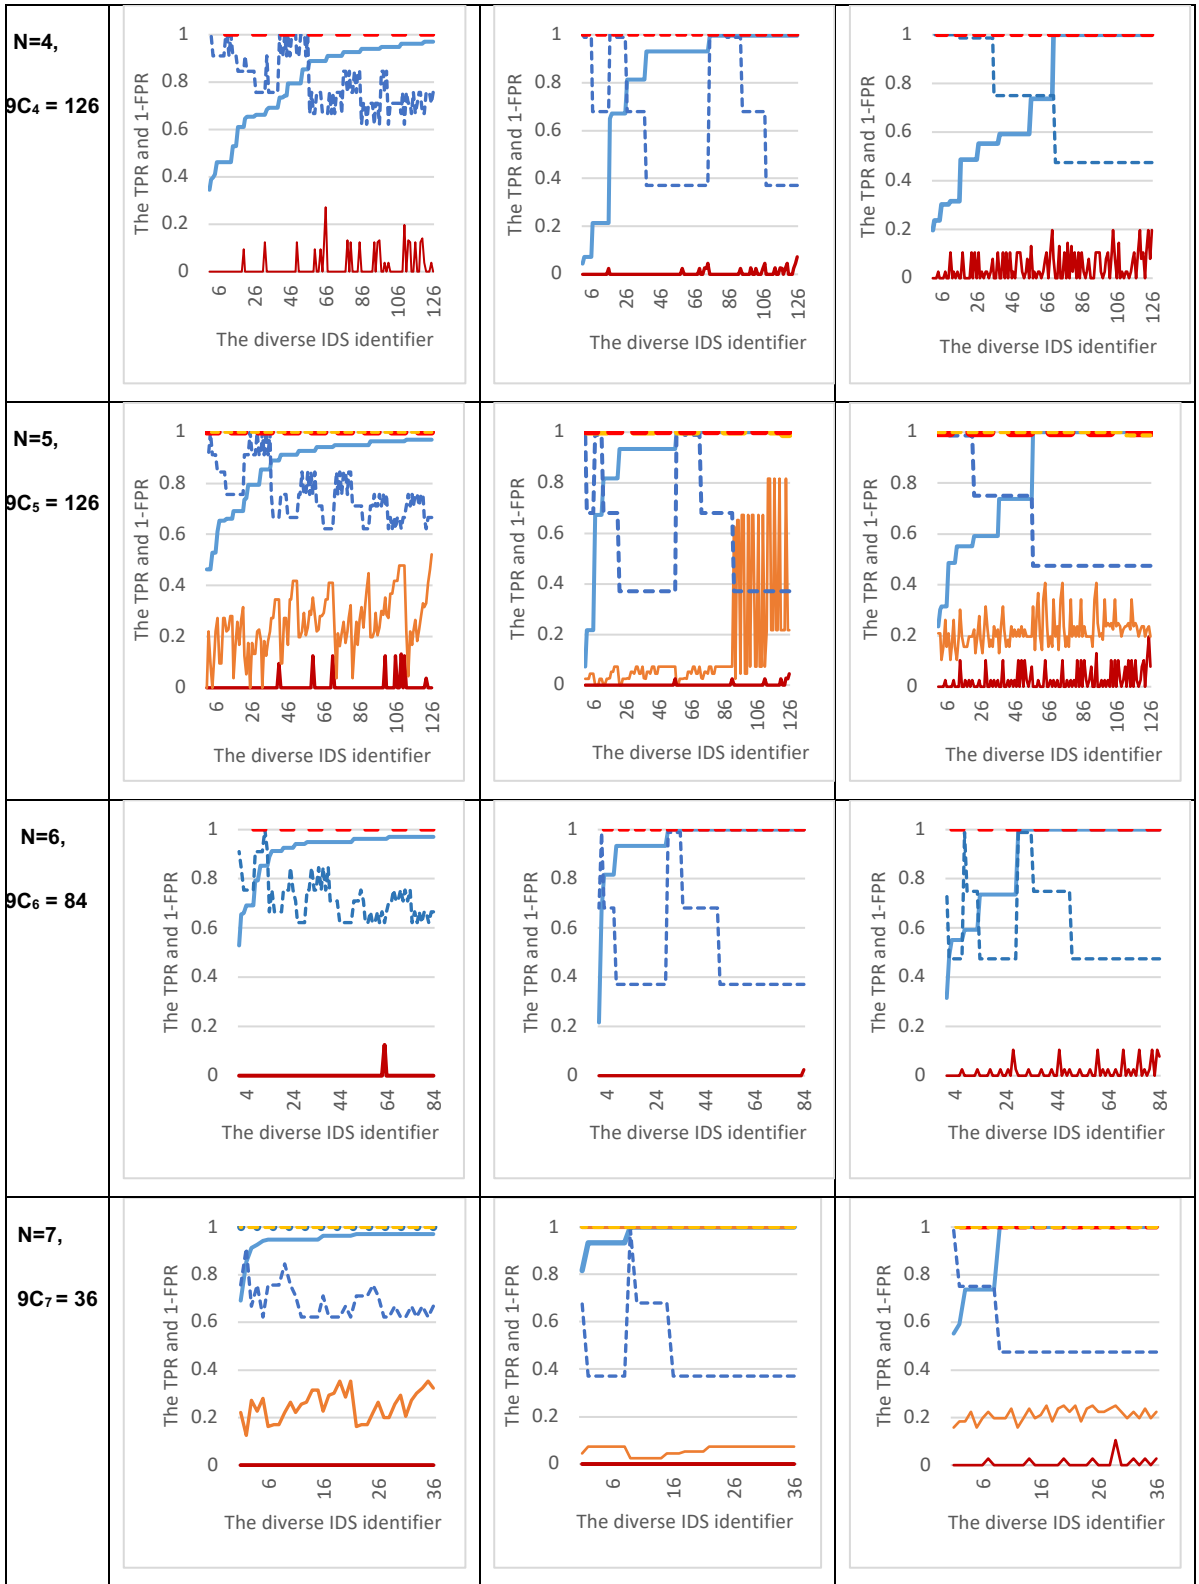 N=4,
9C4 = 126
The TPR and 1-FPR
1
0.8
0.6
0.4
0.2
0
6 26 46 66 86 106 126
The diverse IDS identifier
The TPR and 1-FPR
1
0.8
0.6
0.4
0.2
0
6 26 46 66 86 106 126
The diverse IDS identifier
The TPR and 1-FPR
1
0.8
0.6
0.4
0.2
0
6 26 46 66 86 106 126
The diverse IDS identifier
N=5,
9C5 = 126
The TPR and 1-FPR
1
0.8
0.6
0.4
0.2
0
6 26 46 66 86 106 126
The diverse IDS identifier
The TPR and 1-FPR
1
0.8
0.6
0.4
0.2
0
6 26 46 66 86 106 126
The diverse IDS identifier
The TPR and 1-FPR
1
0.8
0.6
0.4
0.2
0
6 26 46 66 86 106 126
The diverse IDS identifier
N=6,
9C6 = 84
The TPR and 1-FPR
1
0.8
0.6
0.4
0.2
0
4 24 44 64 84
The diverse IDS identifier
The TPR and 1-FPR
1
0.8
0.6
0.4
0.2
0
4 24 44 64 84
The diverse IDS identifier
The TPR and 1-FPR
1
0.8
0.6
0.4
0.2
0
4 24 44 64 84
The diverse IDS identifier
N=7,
9C7 = 36
The TPR and 1-FPR
1
0.8
0.6
0.4
0.2
0
6 16 26 36
The diverse IDS identifier
The TPR and 1-FPR
1
0.8
0.6
0.4
0.2
0
6 16 26 36
The diverse IDS identifier
The TPR and 1-FPR
1
0.8
0.6
0.4
0.2
0
6 16 26 36
The diverse IDS identifier